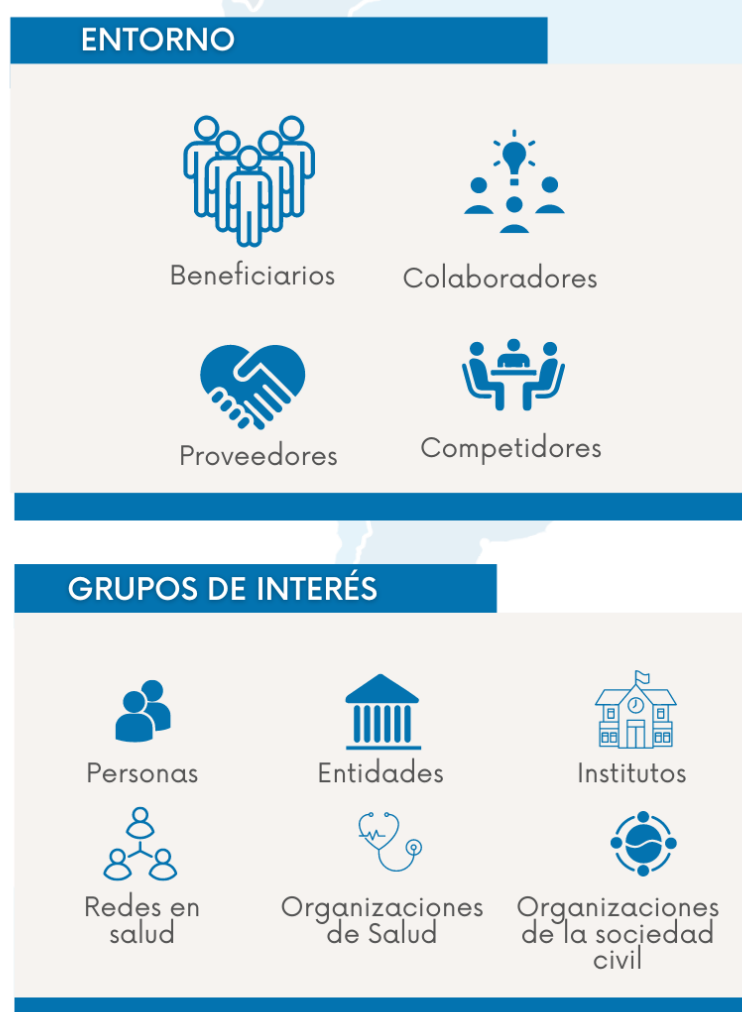 ENTORNO
Beneficiarios
Colaboradores
Proveedores
Competidores
GRUPOS DE INTERÉS
Personas
Entidades
Institutos
Redes en
salud
Organizaciones
de Salud
Organizaciones
de la sociedad
civil